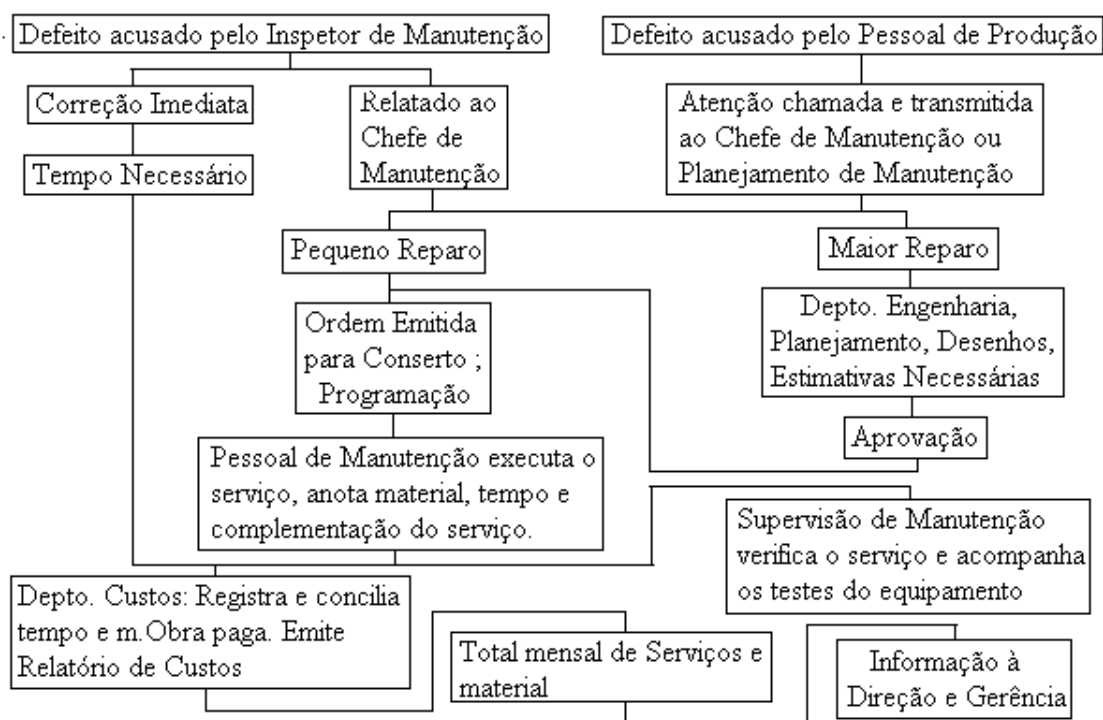 Defeito acusado pelo Inspetor de Manutenção
Defeito acusado pelo Pessoal de Produção
Correção Imediata
Relatado ao
Chefe de
Manutenção
Atenção chamada e transmitida
ao Chefe de Manutenção ou
Planejamento de Manutenção
Tempo Necessário
Pequeno Reparo
Maior Reparo
Ordem Emitida
para Conserto ;
Programação
Depto. Engenharia,
Planejamento, Desenhos,
Estimativas Necessárias
Aprovação
Pessoal de Manutenção executa o
serviço, anota material, tempo e
complementação do serviço.
Supervisão de Manutenção
verifica o serviço e acompanha
os testes do equipamento
Depto. Custos: Registra e concilia
tempo e m.Obra paga. Emite
Relatório de Custos
Total mensal de Serviços e
material
Informação à
Direção e Gerência